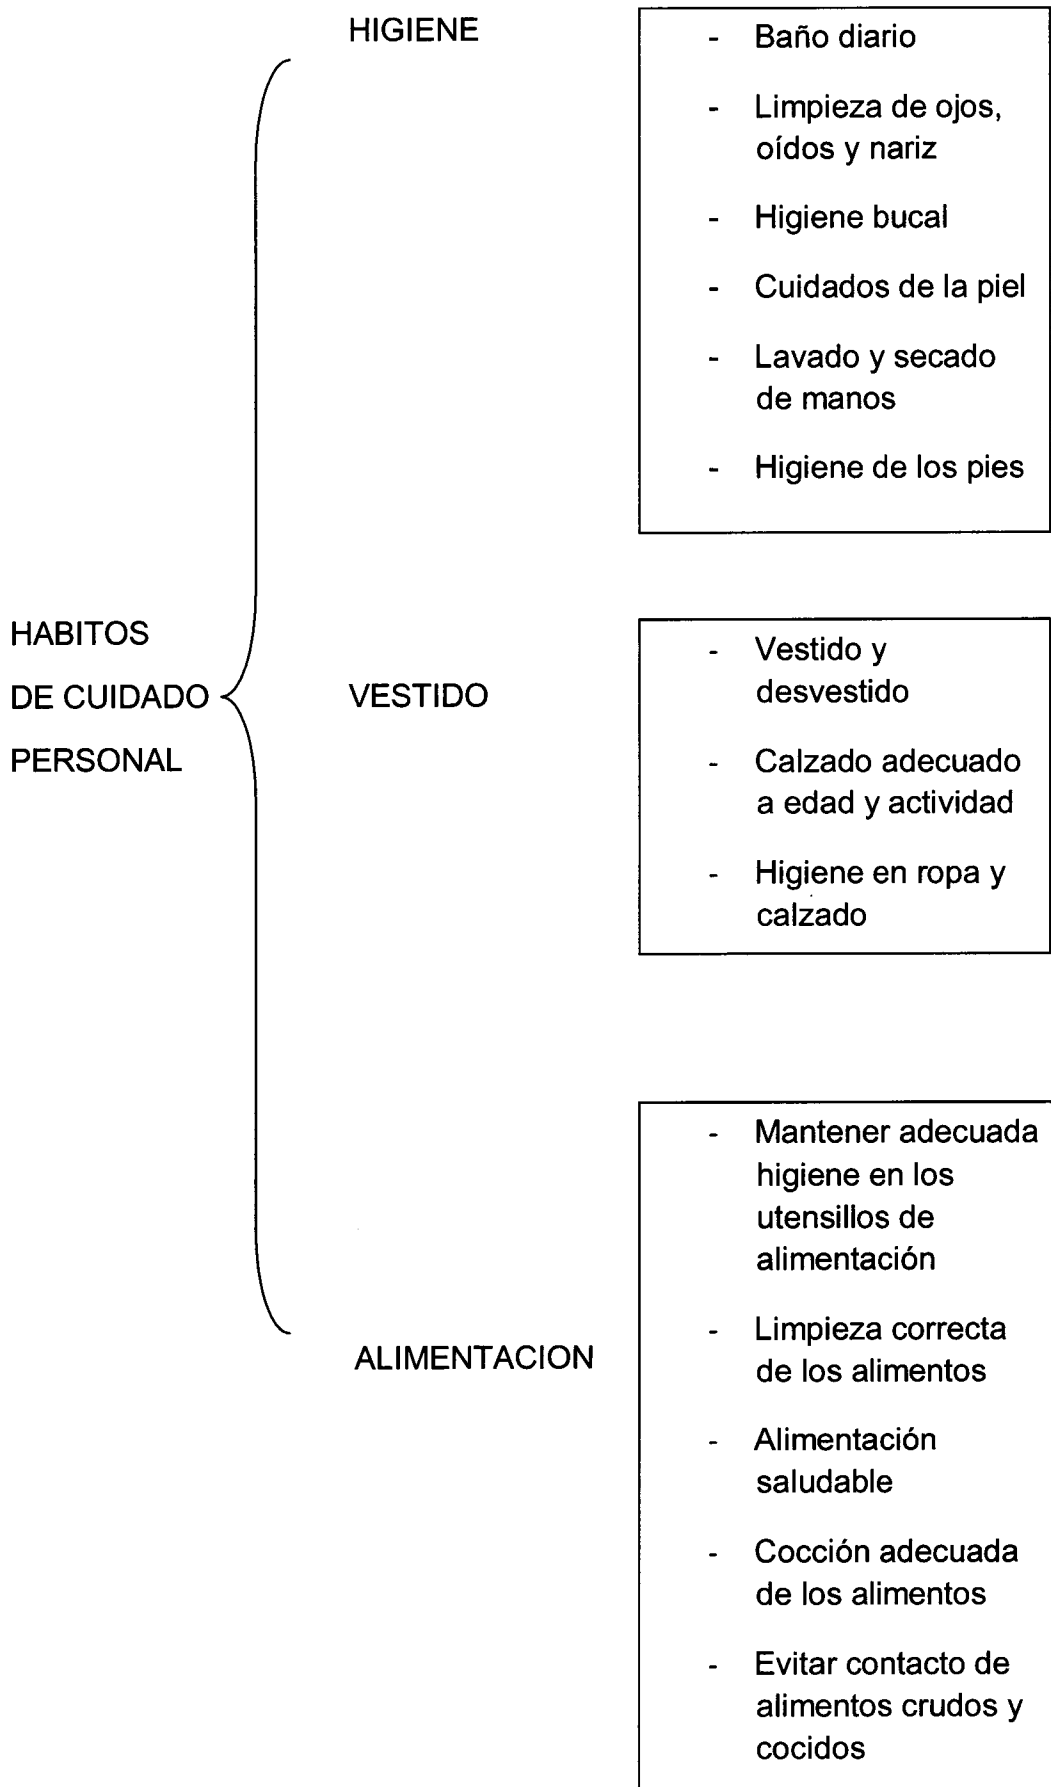 HIGIENE
- Baño diario
- Limpieza de ojos,
oídos y nariz
- Higiene bucal
- Cuidados de la piel
- Lavado y secado
de manos
- Higiene de los pies
HABITOS
DE CUIDADO
PERSONAL
VESTIDO
- Vestido y
desvestido
- Calzado adecuado
a edad y actividad
- Higiene en ropa y
calzado
ALIMENTACION
- Mantener adecuada
higiene en los
utensillos de
alimentación
- Limpieza correcta
de los alimentos
- Alimentación
saludable
- Cocción adecuada
de los alimentos
- Evitar contacto de
alimentos crudos y
cocidos